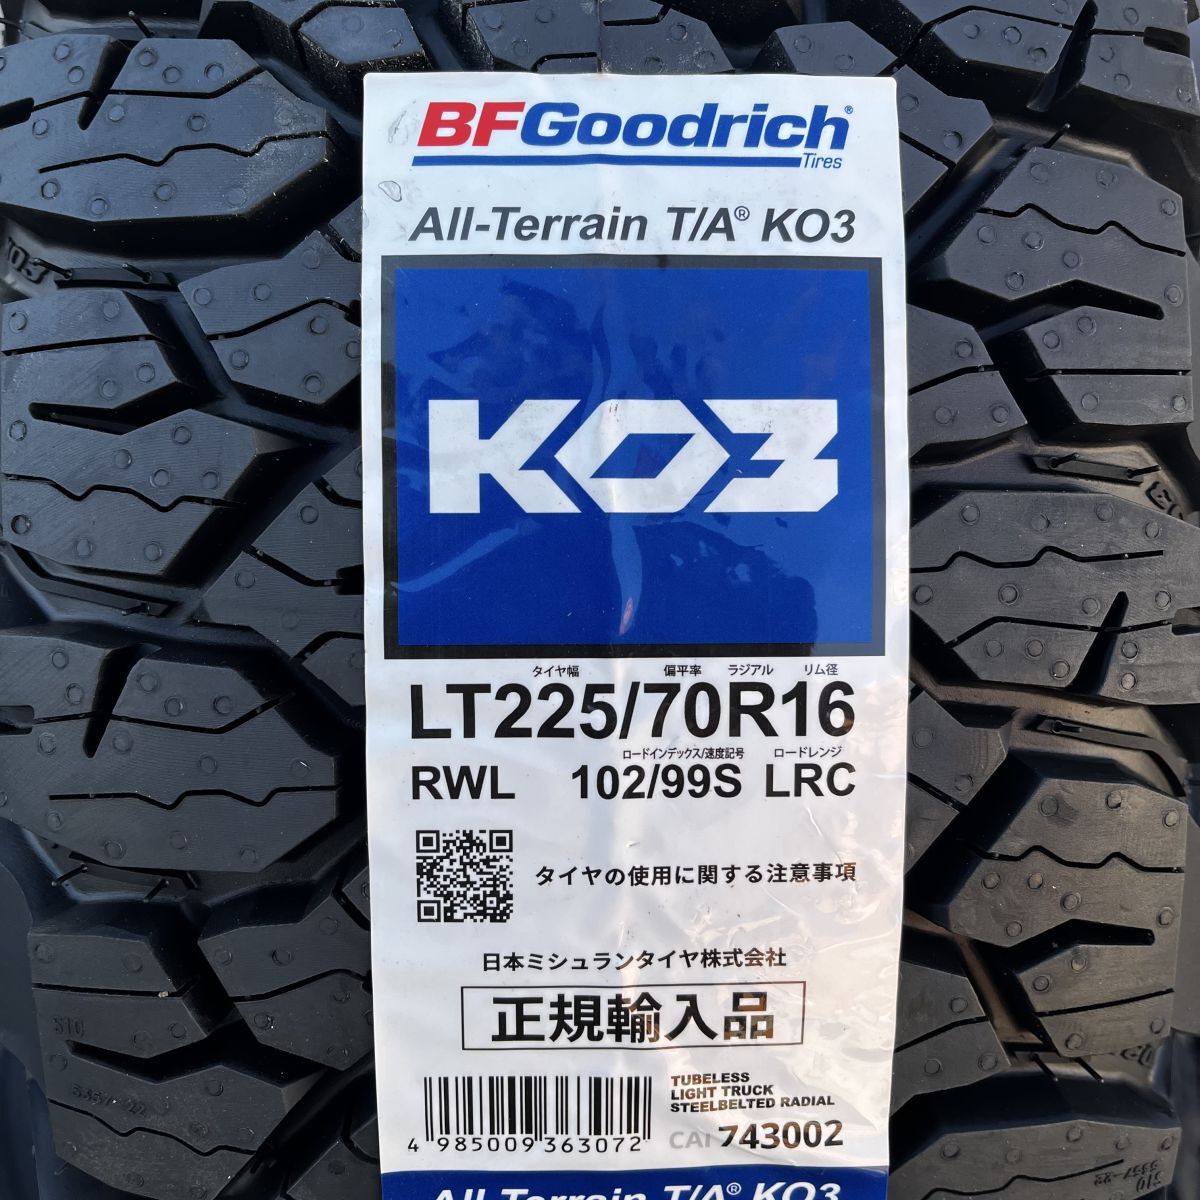 BFGoodrich®
Tires
All-Terrain T/A® KO3
KO3
タイヤ幅 偏平率 ラジアル リム径
LT225/70R16
ロードインデックス/速度記号 ロードレンジ
RWL 102/99S LRC
タイヤの使用に関する注意事項
日本ミシュランタイヤ株式会社
正規輸入品
TUBELESS
LIGHT TRUCK
STEELBELTED RADIAL
CAI 743002
4 985009 363072
All-Terrain T/A® KO3
S1C